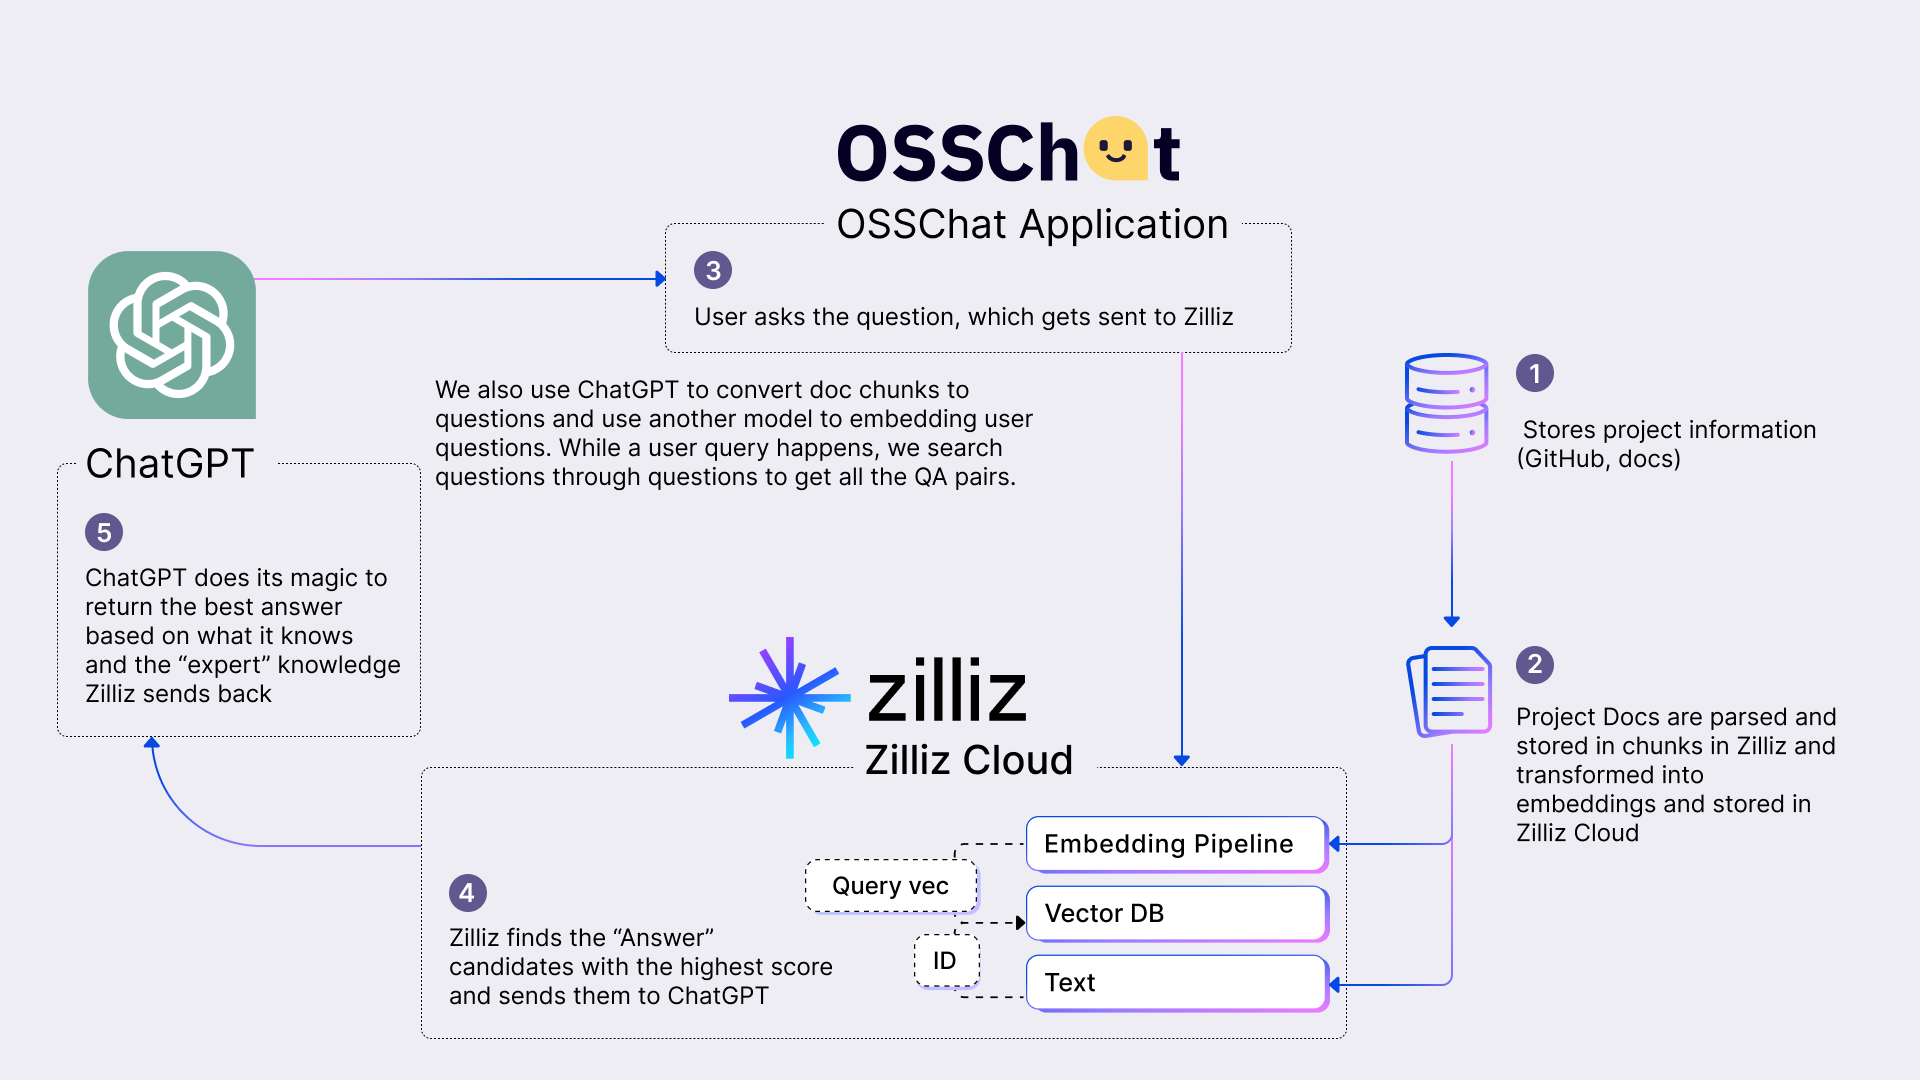 OSSChat
OSSChat Application
3
User asks the question, which gets sent to Zilliz
We also use ChatGPT to convert doc chunks to
questions and use another model to embedding user
questions. While a user query happens, we search
questions through questions to get all the QA pairs.
1
Stores project information
(GitHub, docs)
ChatGPT
5
ChatGPT does its magic to
return the best answer
based on what it knows
and the “expert” knowledge
Zilliz sends back
2
Project Docs are parsed and
stored in chunks in Zilliz and
transformed into
embeddings and stored in
Zilliz Cloud
zilliz
Zilliz Cloud
4
Zilliz finds the “Answer”
candidates with the highest score
and sends them to ChatGPT
Embedding Pipeline
Query vec
Vector DB
ID
Text